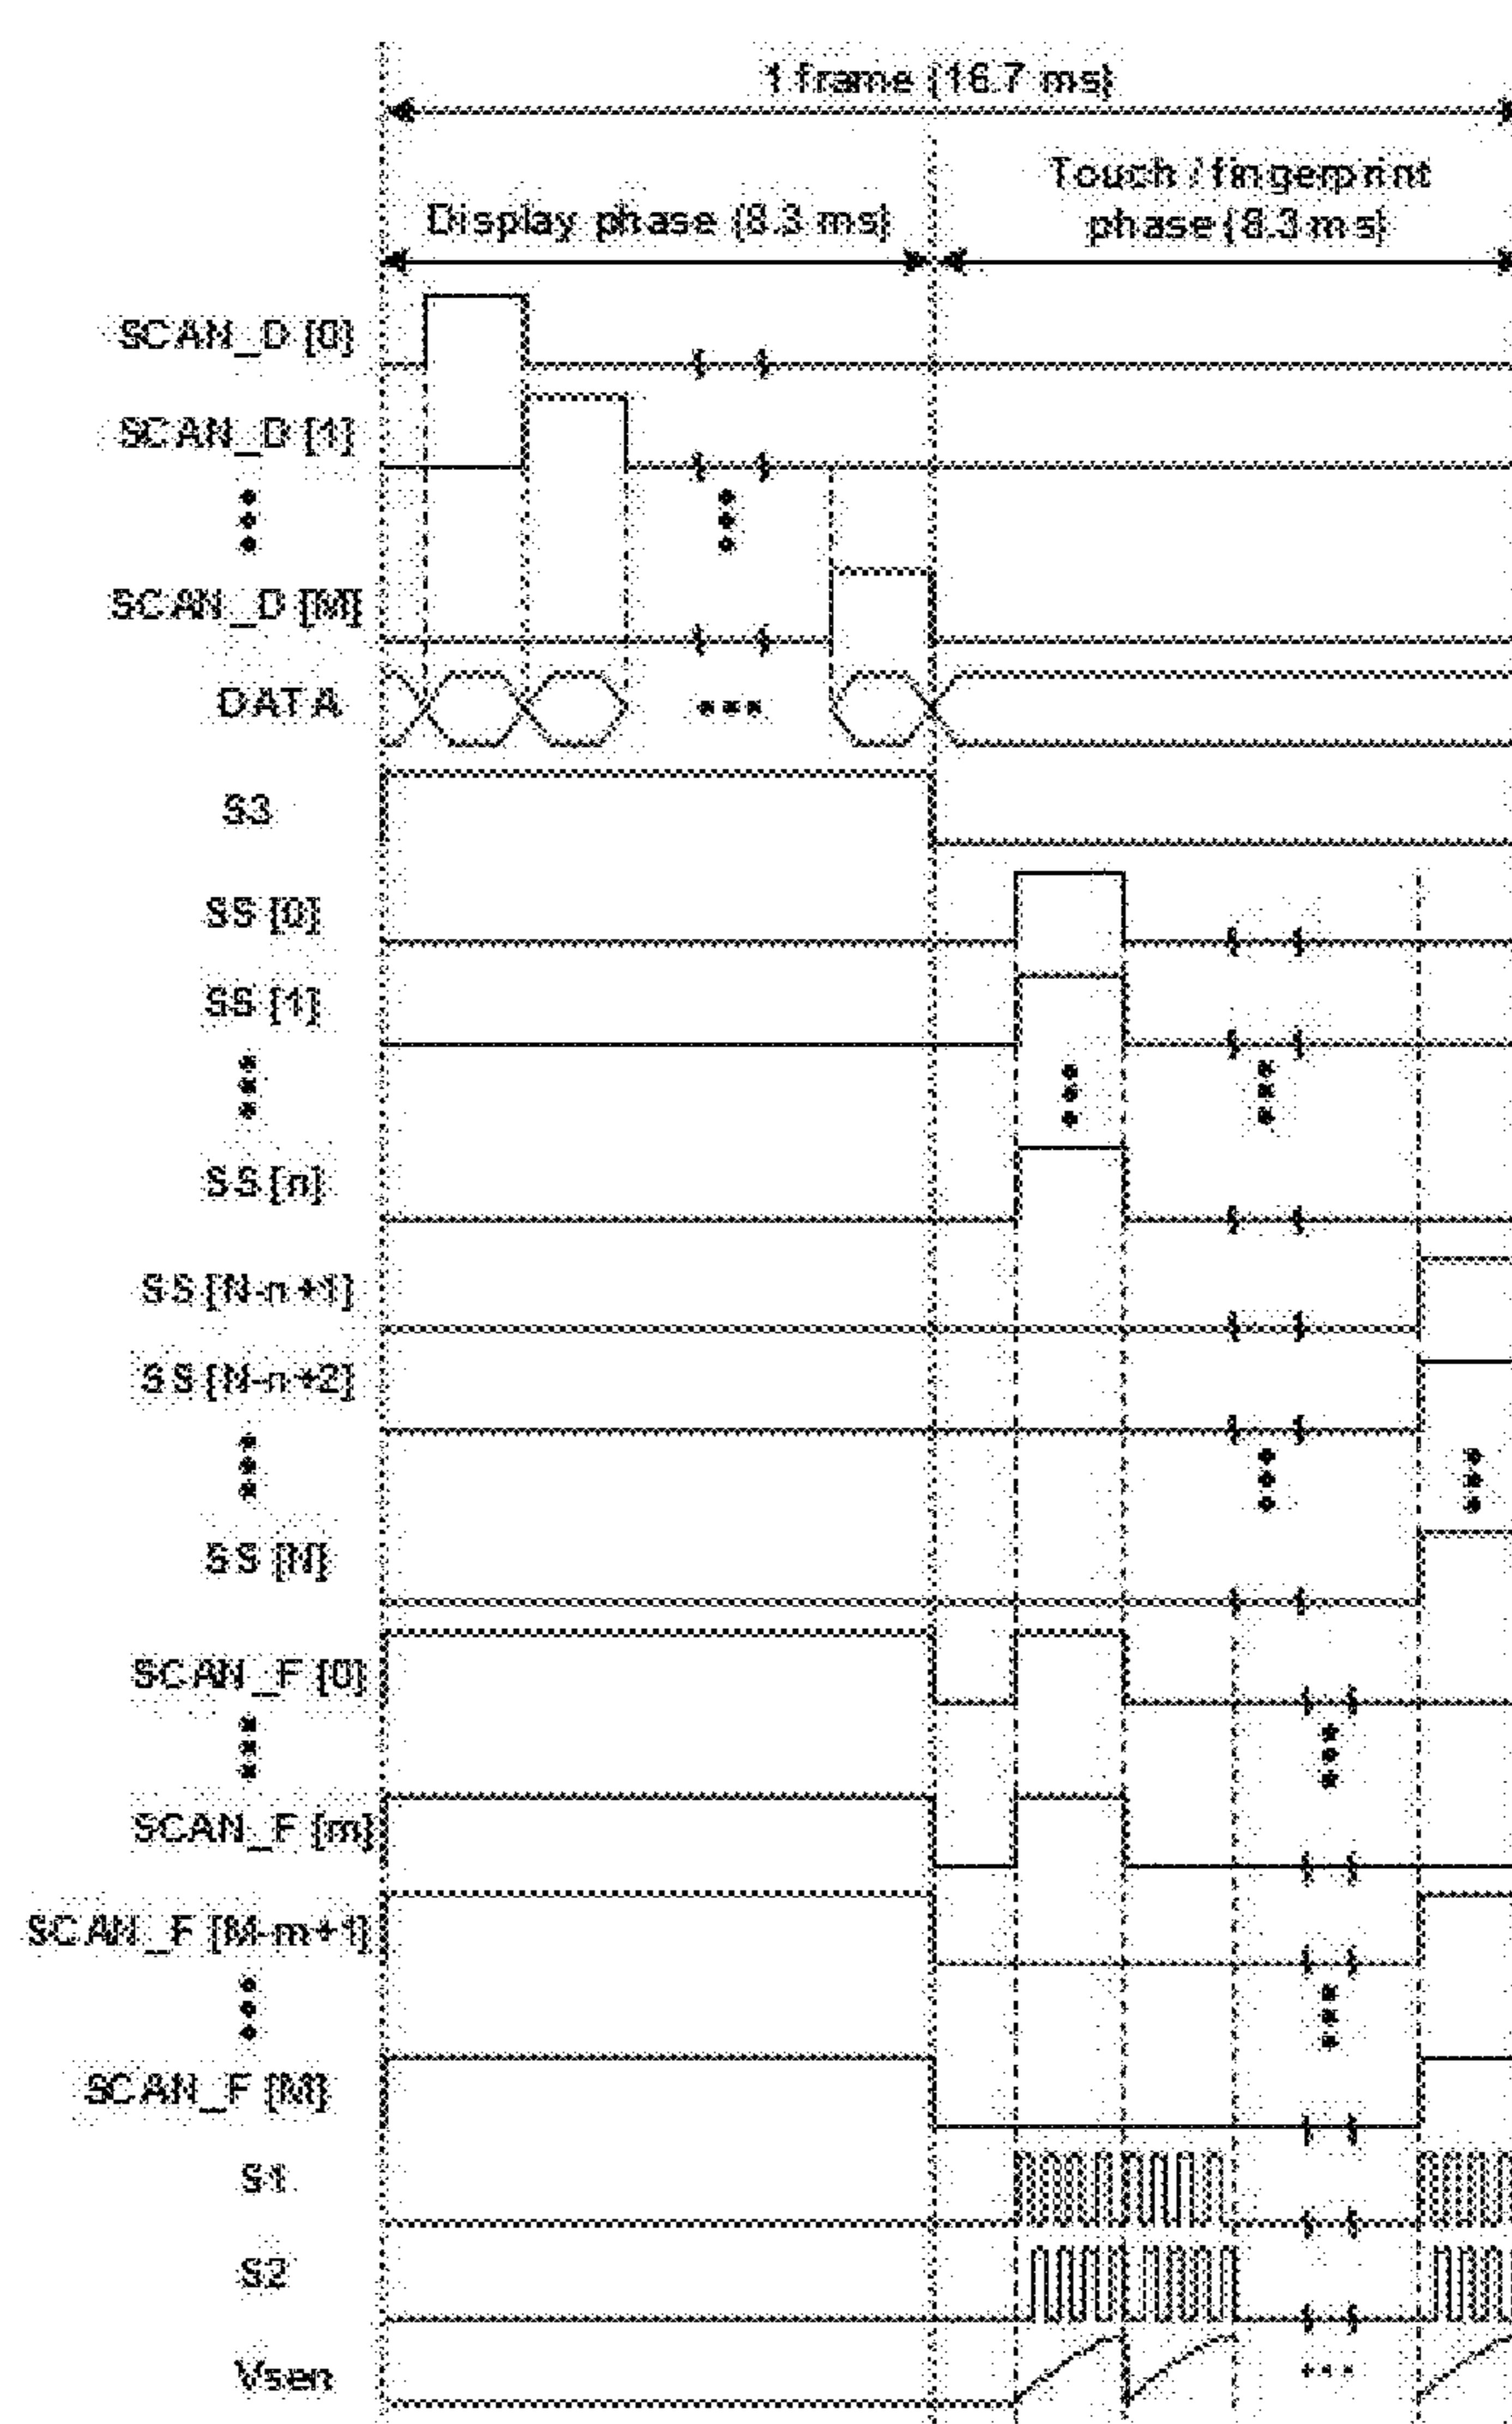 1 frame (16.7 ms)
Touch / fingerprint
phase (8.3 ms)
Display phase (8.3 ms)
SCAN_D [0]
SCAN_D [1]
SCAN_D [M]
DATA
S3
SS [0]
SS [1]
SS [n]
SS [N-n+1]
SS [N-n+2]
SS [N]
SCAN_F [0]
SCAN_F [m]
SCAN_F [M-m+1]
SCAN_F [M]
S1
S2
Vsen